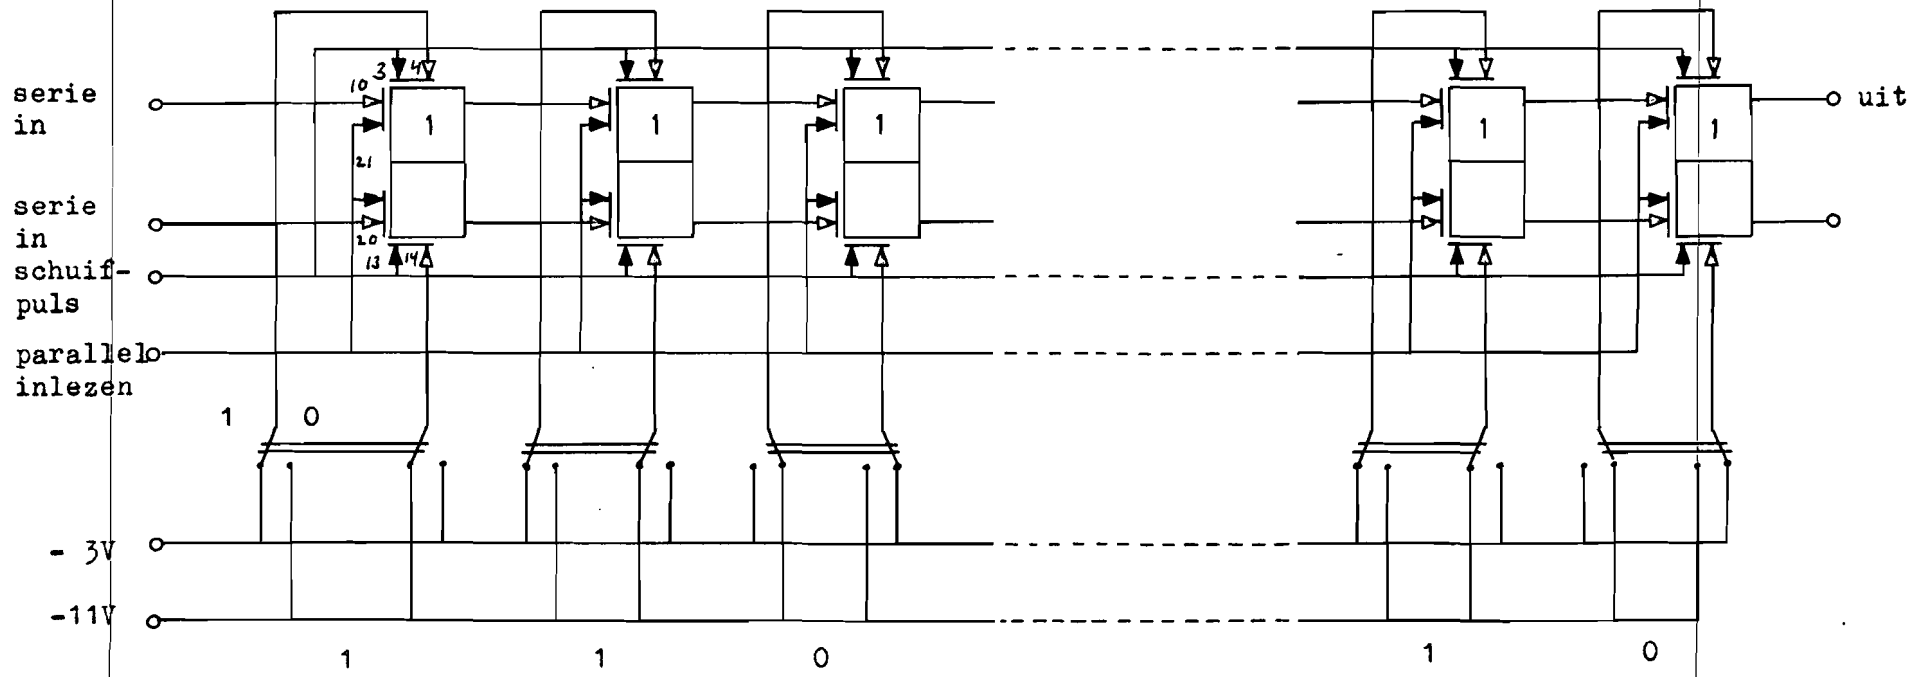 3 4
10
serie
in
1 1 1 1 1
uit
21
serie
in
20
13 14
schuif-
puls
parallel
inlezen
1 0
- 3V
-11V
1 1 0 1 0